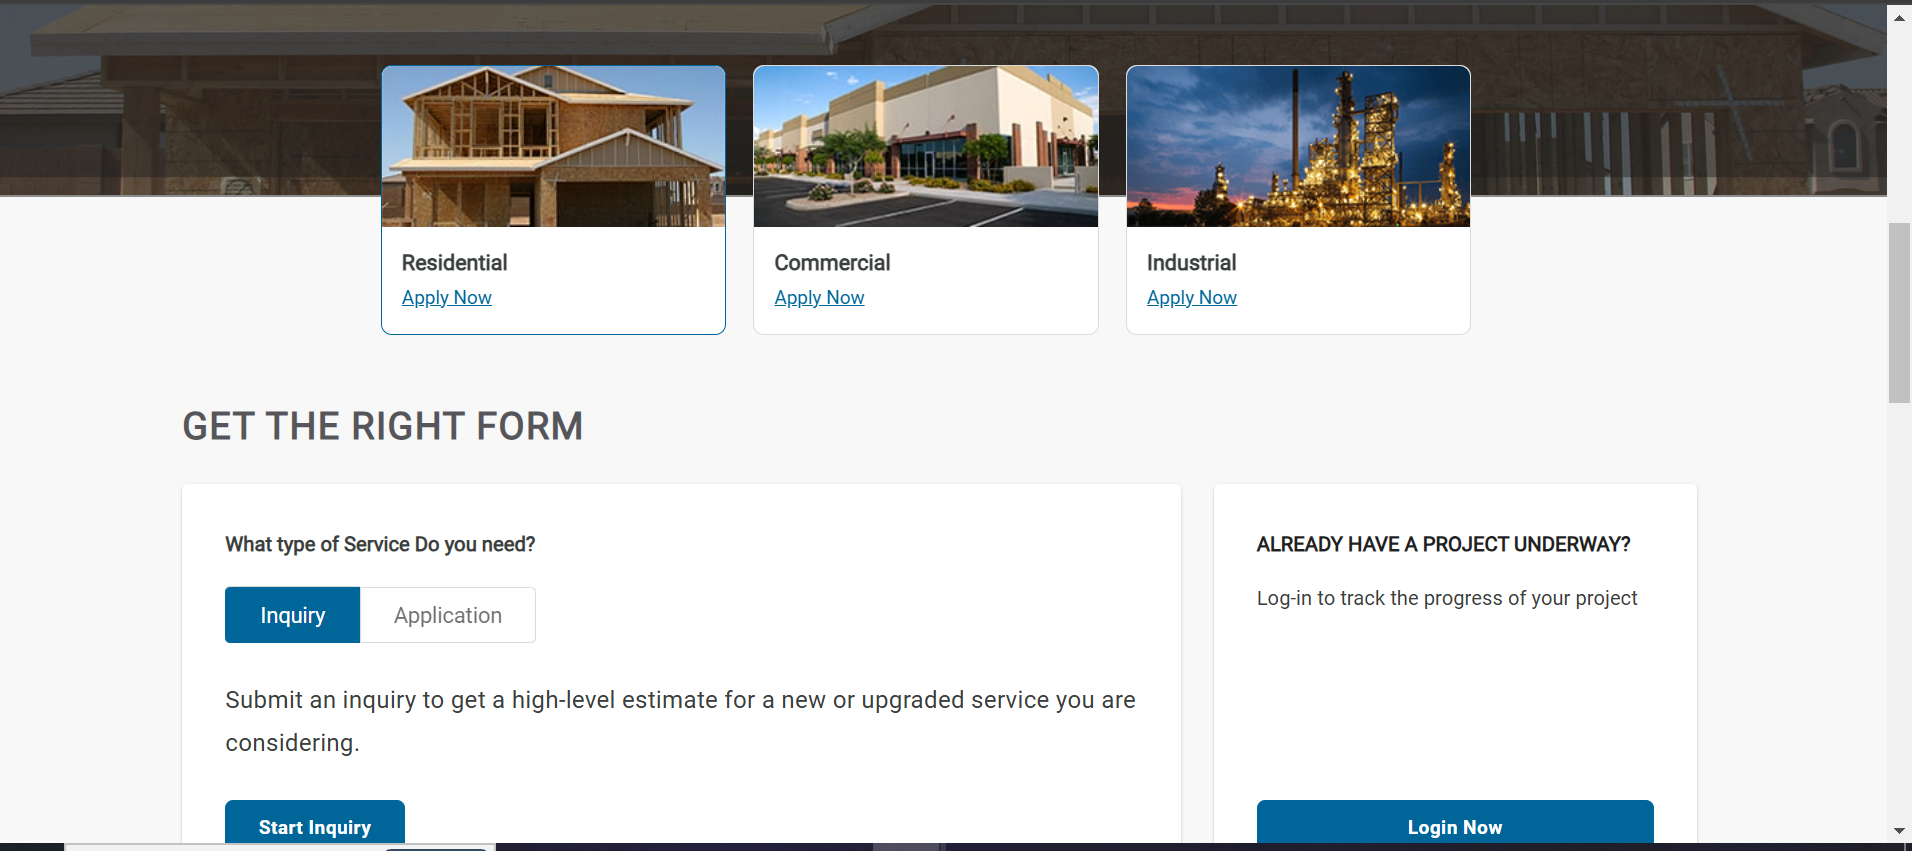 Residential
Apply Now
Commercial
Apply Now
Industrial
Apply Now
GET THE RIGHT FORM
What type of Service Do you need?
Inquiry
Application
Submit an inquiry to get a high-level estimate for a new or upgraded service you are
considering.
Start Inquiry
ALREADY HAVE A PROJECT UNDERWAY?
Log-in to track the progress of your project
Login Now